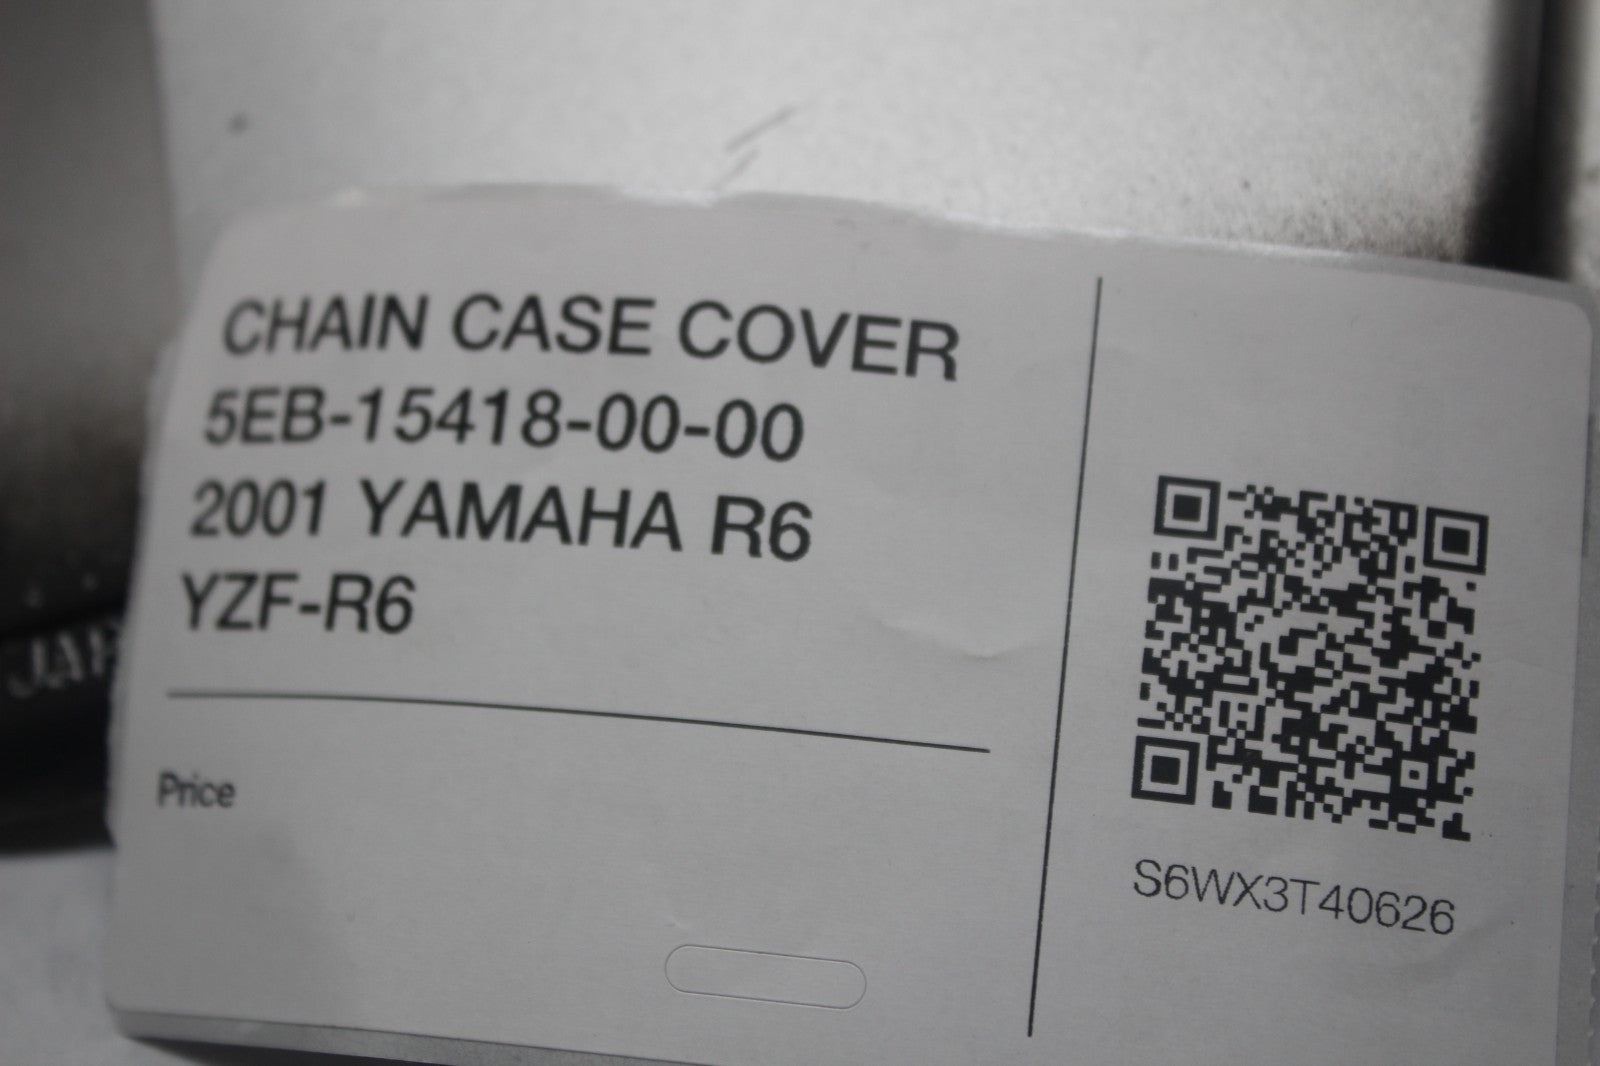 CHAIN CASE COVER
5EB-15418-00-00
2001 YAMAHA R6
YZF-R6
Price
S6WX3T40626